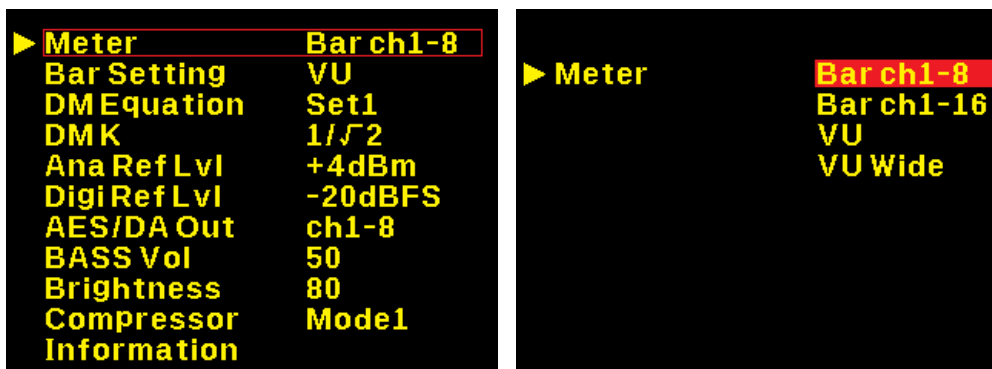 Meter Bar ch1-8
Bar Setting VU
DM Equation Set1
DM K 1/√2
Ana Ref Lvl +4dBm
Digi Ref Lvl -20dBFS
AES/DA Out ch1-8
BASS Vol 50
Brightness 80
Compressor Mode1
Information
Meter Bar ch1-8
Bar ch1-16
VU
VU Wide